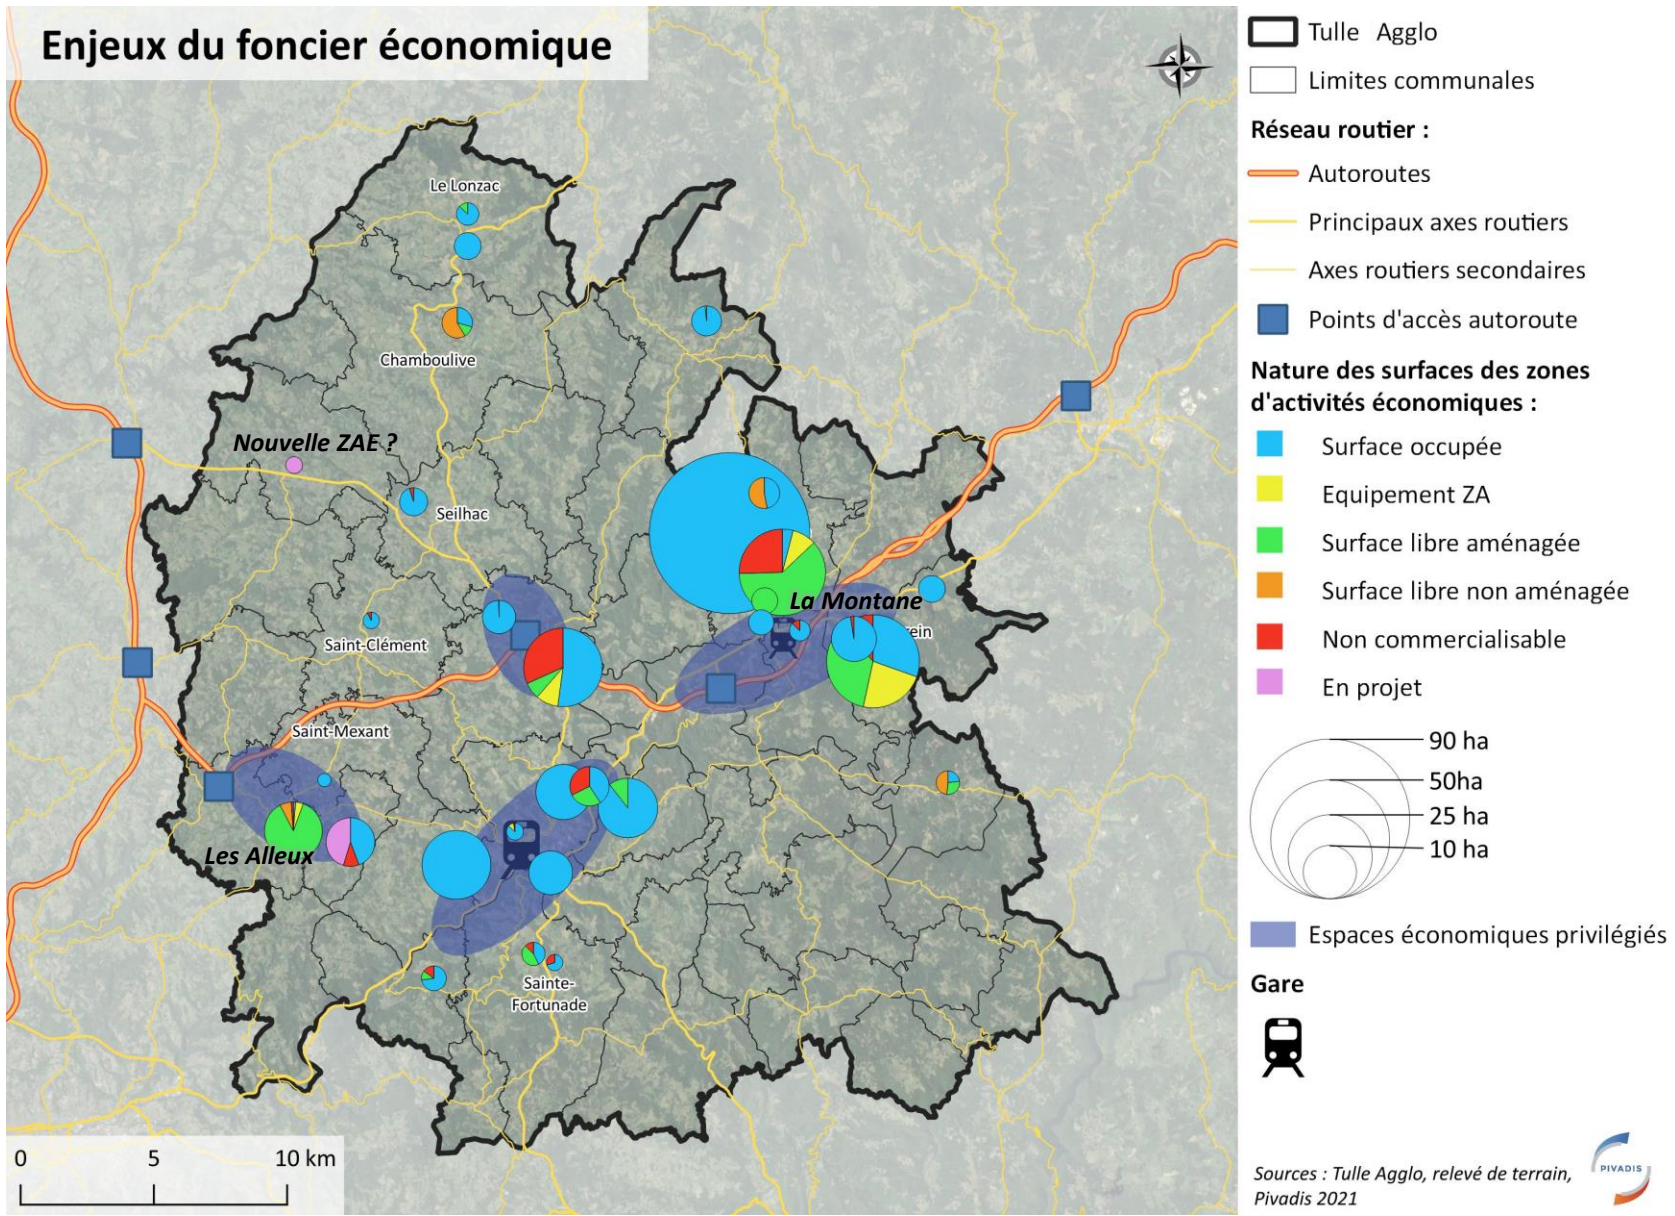 Enjeux du foncier économique
Le Lonzac
Chamboulive
Nouvelle ZAE ?
Seilhac
La Montane
Saint-Clément
Saint-Mexant
Les Alleux
Sainte-
Fortunade
0 5 10 km
Tulle Agglo
Limites communales
Réseau routier :
Autoroutes
Principaux axes routiers
Axes routiers secondaires
Points d'accès autoroute
Nature des surfaces des zones
d'activités économiques :
Surface occupée
Equipement ZA
Surface libre aménagée
Surface libre non aménagée
Non commercialisable
En projet
90 ha
50ha
25 ha
10 ha
Espaces économiques privilégiés
Gare
Sources : Tulle Agglo, relevé de terrain,
Pivadis 2021
PIVADIS